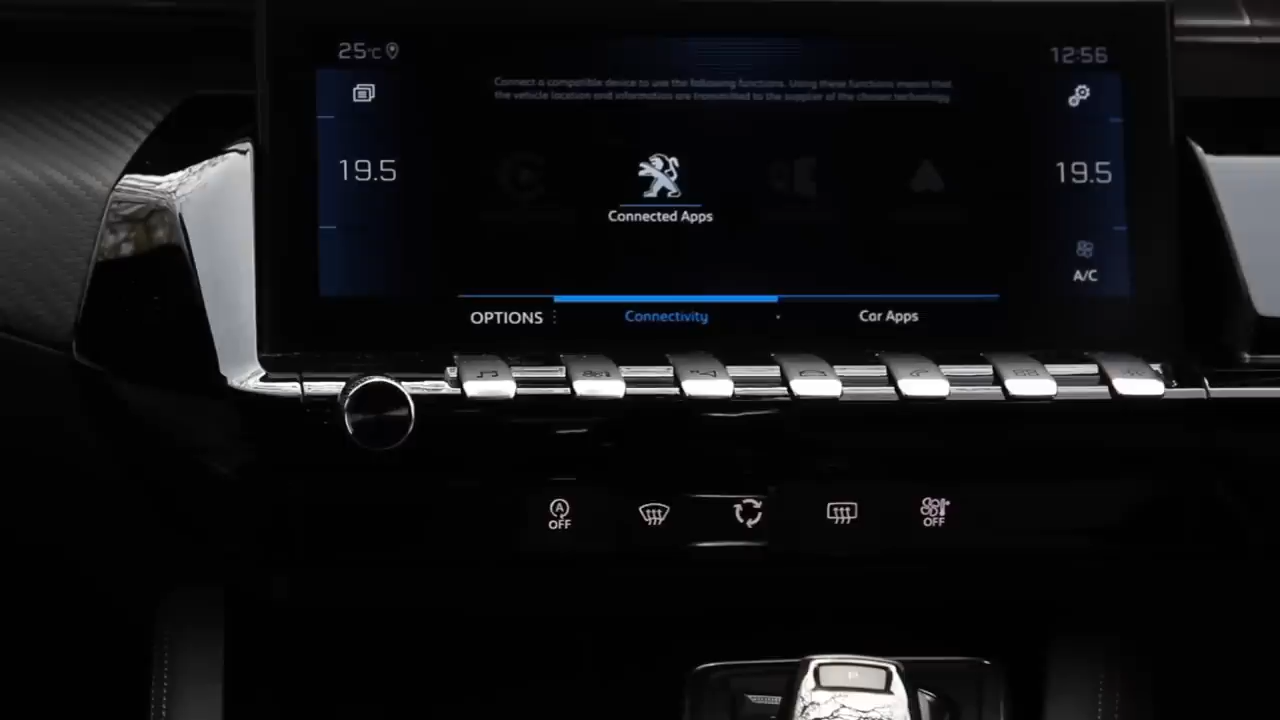 25°C
12:56
Connect a compatible device to use the following functions. Using these functions means that
the vehicle location and information are transmitted to the supplier of the chosen technology.
19.5
19.5
Connected Apps
A/C
OPTIONS
Connectivity
Car Apps
A
OFF
OFF
P